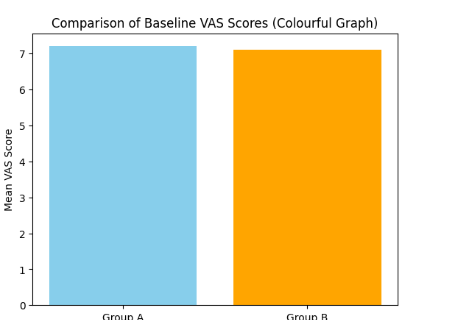 Comparison of Baseline VAS Scores (Colourful Graph)
Mean VAS Score
7
6
5
4
3
2
1
0
Group A
Group B